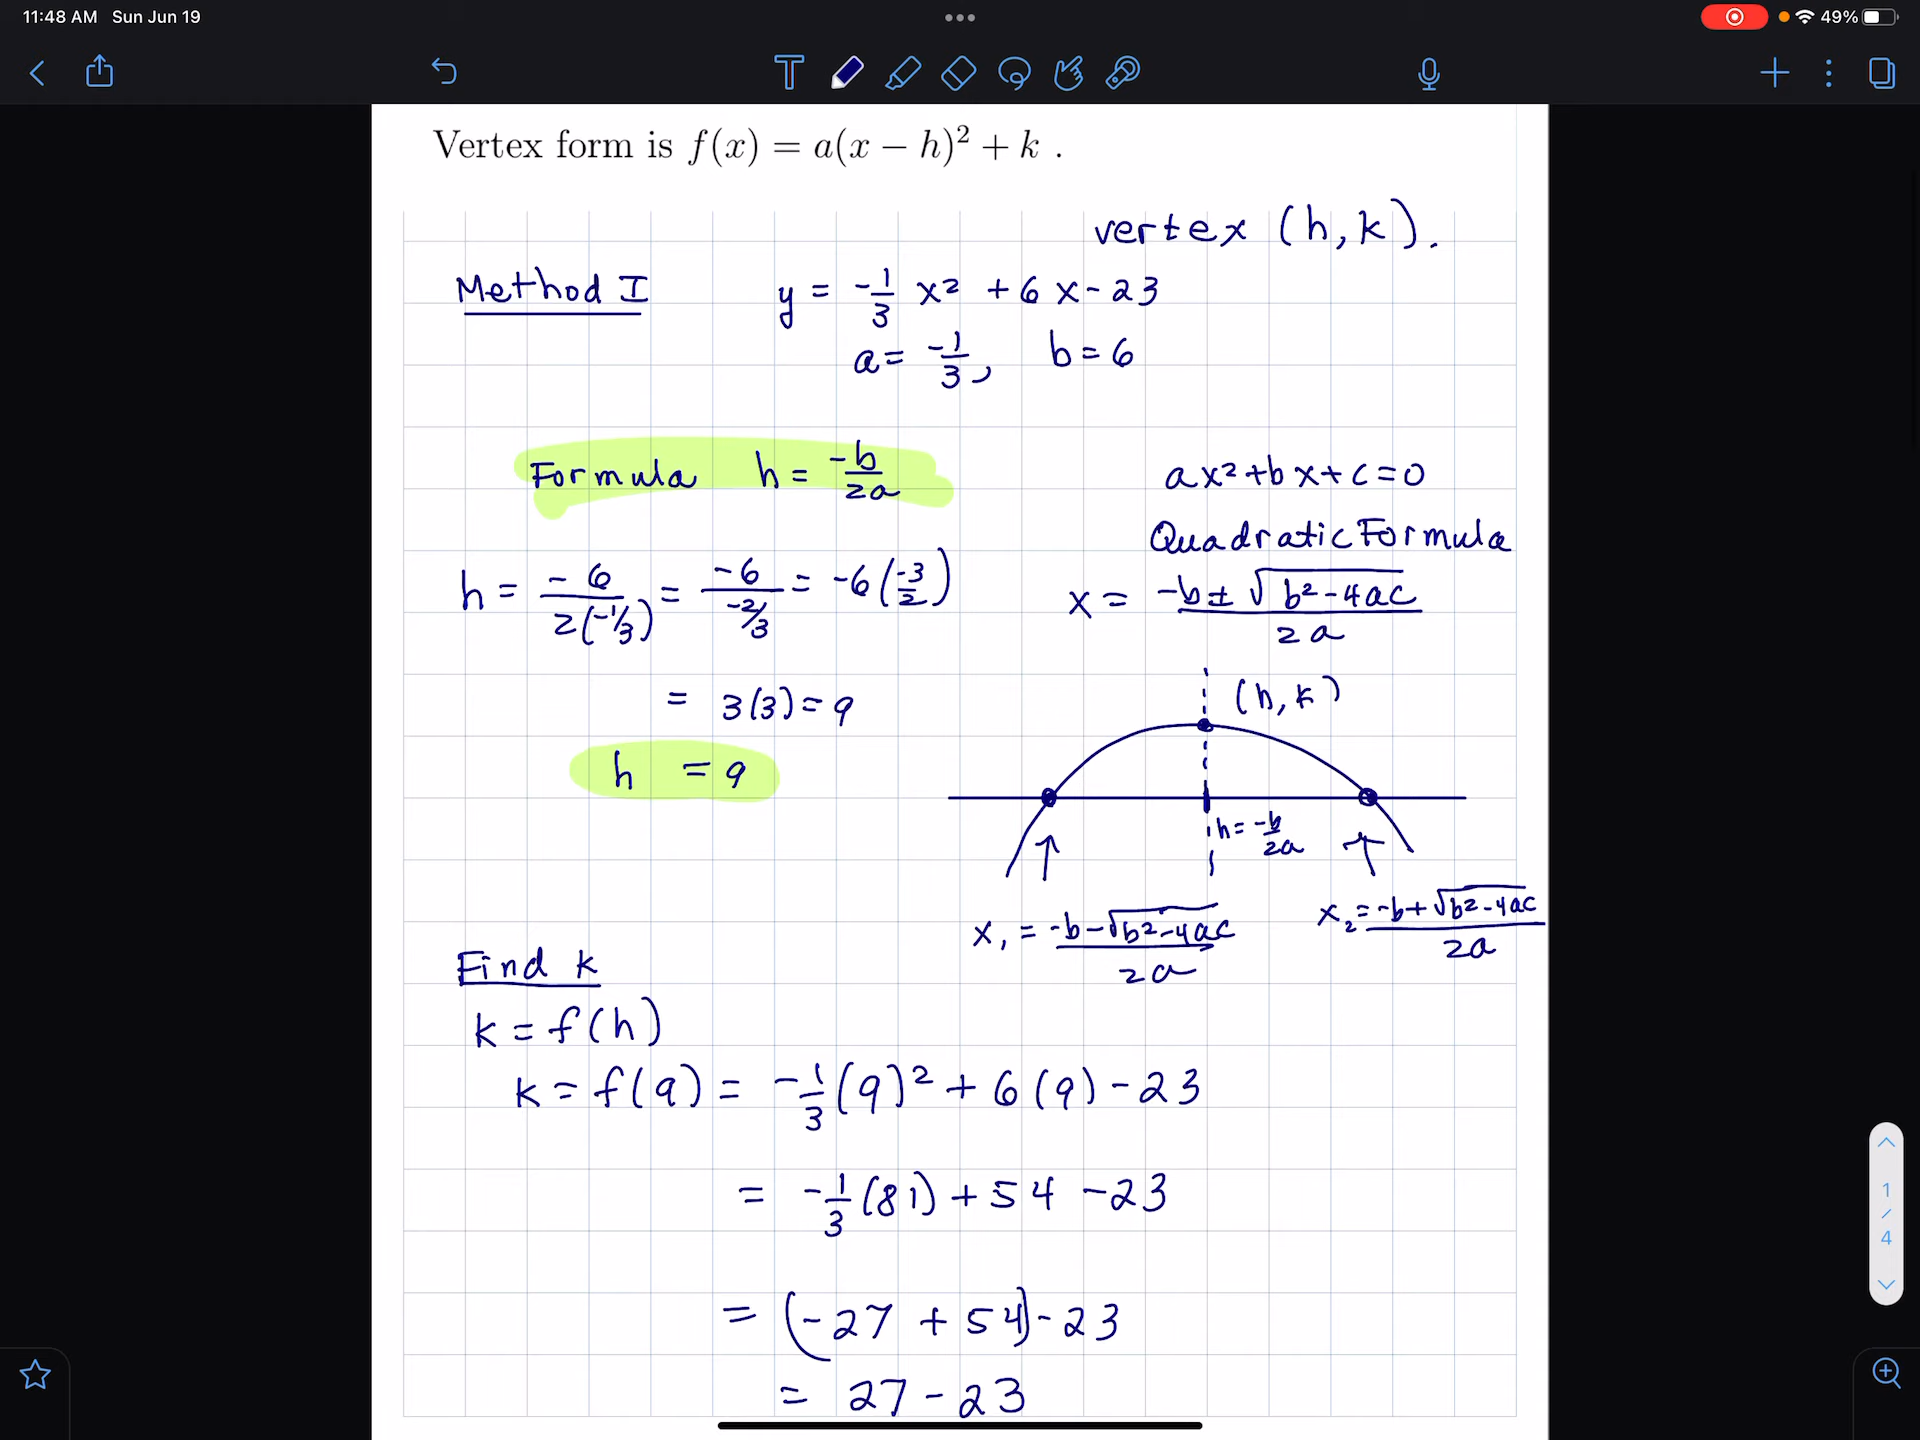 11:48 AM Sun Jun 19
49%
Vertex form is f(x) = a(x − h)² + k .
vertex (h, k).
Method I
y = -1/3 x² + 6x - 23
a = -1/3, b = 6
Formula h = -b/2a
h = -6/2(-1/3) = -6/(-2/3) = -6(-3/2)
= 3(3) = 9
h = 9
ax² + bx + c = 0
Quadratic Formula
x = (-b ± √(b² - 4ac))/2a
(h, k)
h = -b/2a
x₁ = (-b - √(b² - 4ac))/2a
x₂ = (-b + √(b² - 4ac))/2a
Find k
k = f(h)
k = f(9) = -1/3(9)² + 6(9) - 23
= -1/3(81) + 54 - 23
= (-27 + 54) - 23
= 27 - 23
1
/
4